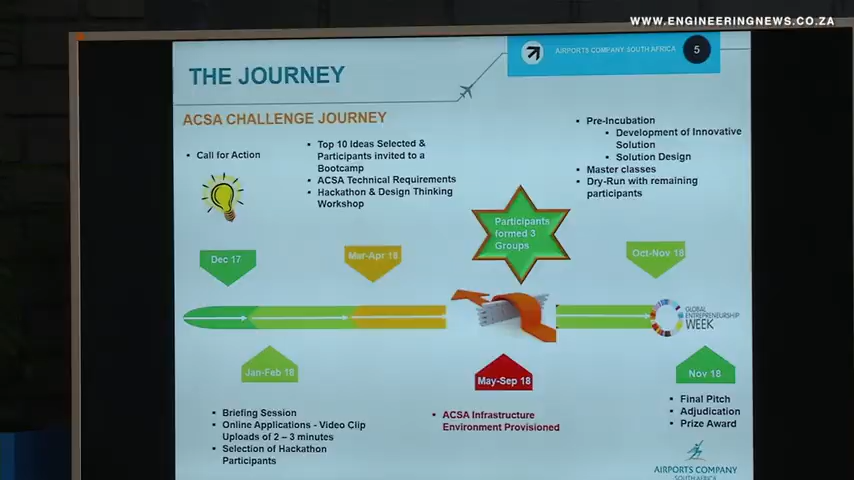 WWW.ENGINEERINGNEWS.CO.ZA
AIRPORTS COMPANY SOUTH AFRICA
5
THE JOURNEY
ACSA CHALLENGE JOURNEY
Call for Action
Top 10 Ideas Selected &
Participants invited to a
Bootcamp
ACSA Technical Requirements
Hackathon & Design Thinking
Workshop
Pre-Incubation
Development of Innovative
Solution
Solution Design
Master classes
Dry-Run with remaining
participants
Participants
formed 3
Groups
Dec 17
Mar-Apr 18
Oct-Nov 18
GLOBAL
ENTREPRENEURSHIP
WEEK
Jan-Feb 18
May-Sep 18
Nov 18
Briefing Session
Online Applications - Video Clip
Uploads of 2 – 3 minutes
Selection of Hackathon
Participants
ACSA Infrastructure
Environment Provisioned
Final Pitch
Adjudication
Prize Award
AIRPORTS COMPANY
SOUTH AFRICA